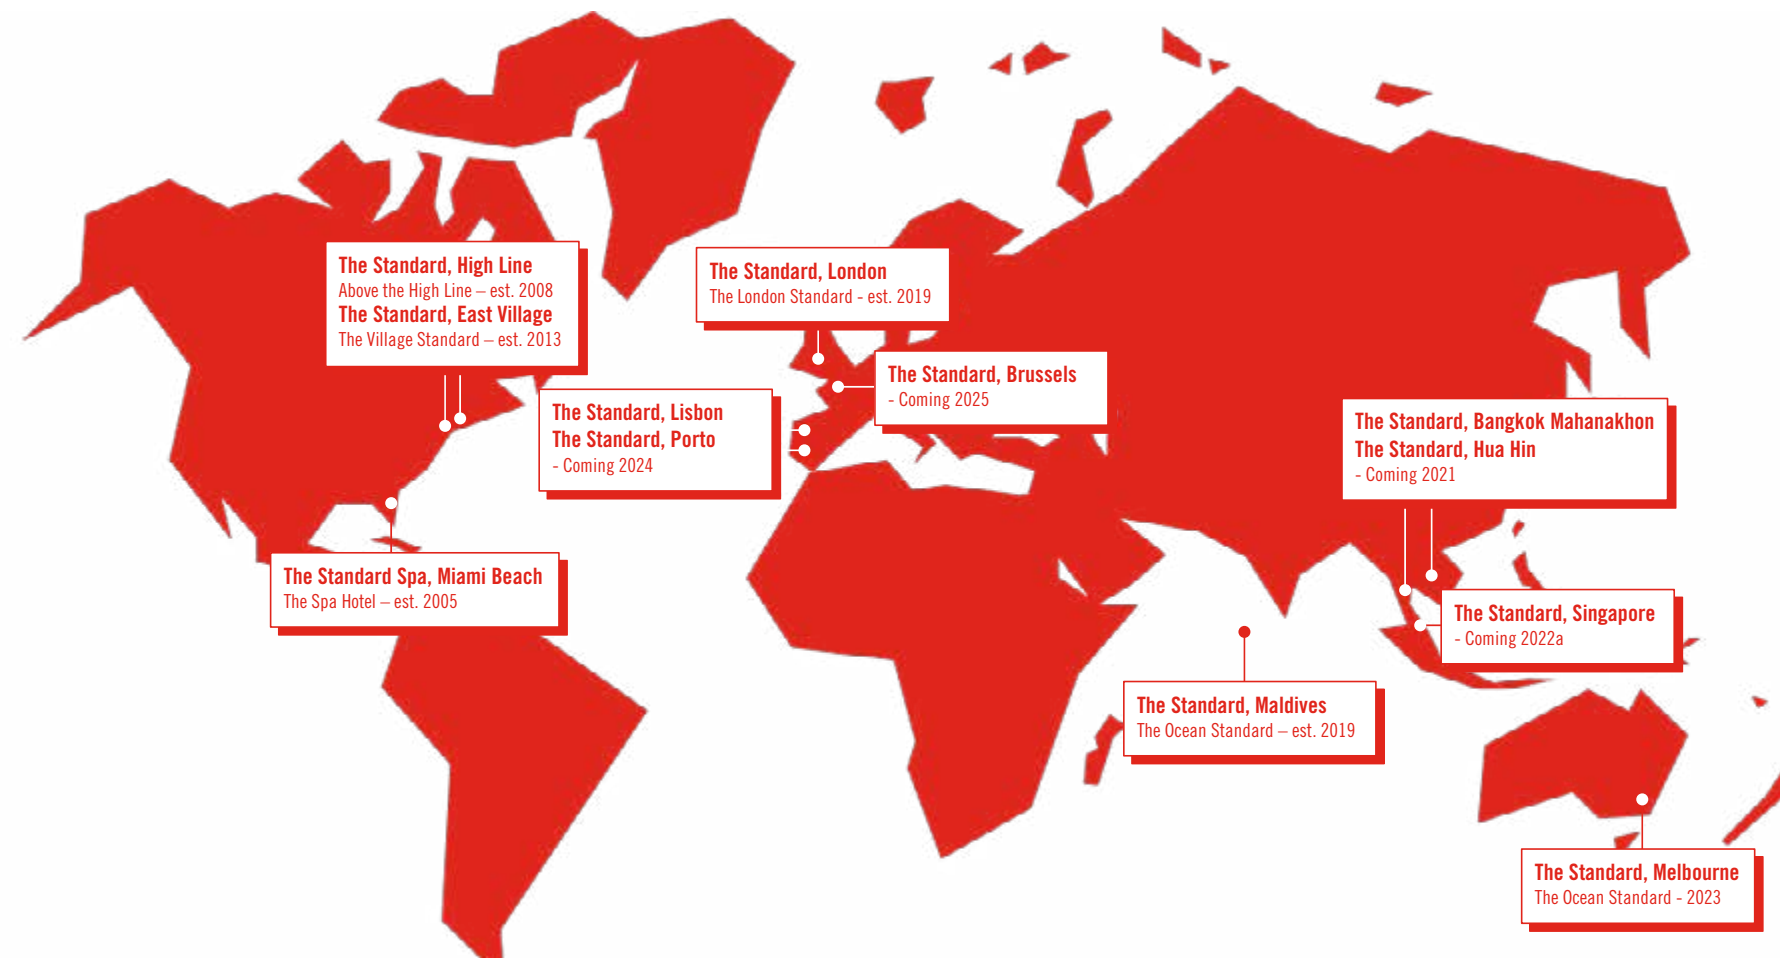 The Standard, High Line
Above the High Line – est. 2008
The Standard, East Village
The Village Standard – est. 2013
The Standard, London
The London Standard - est. 2019
The Standard, Brussels
- Coming 2025
The Standard, Lisbon
The Standard, Porto
- Coming 2024
The Standard, Bangkok Mahanakhon
The Standard, Hua Hin
- Coming 2021
The Standard Spa, Miami Beach
The Spa Hotel – est. 2005
The Standard, Singapore
- Coming 2022a
The Standard, Maldives
The Ocean Standard – est. 2019
The Standard, Melbourne
The Ocean Standard - 2023